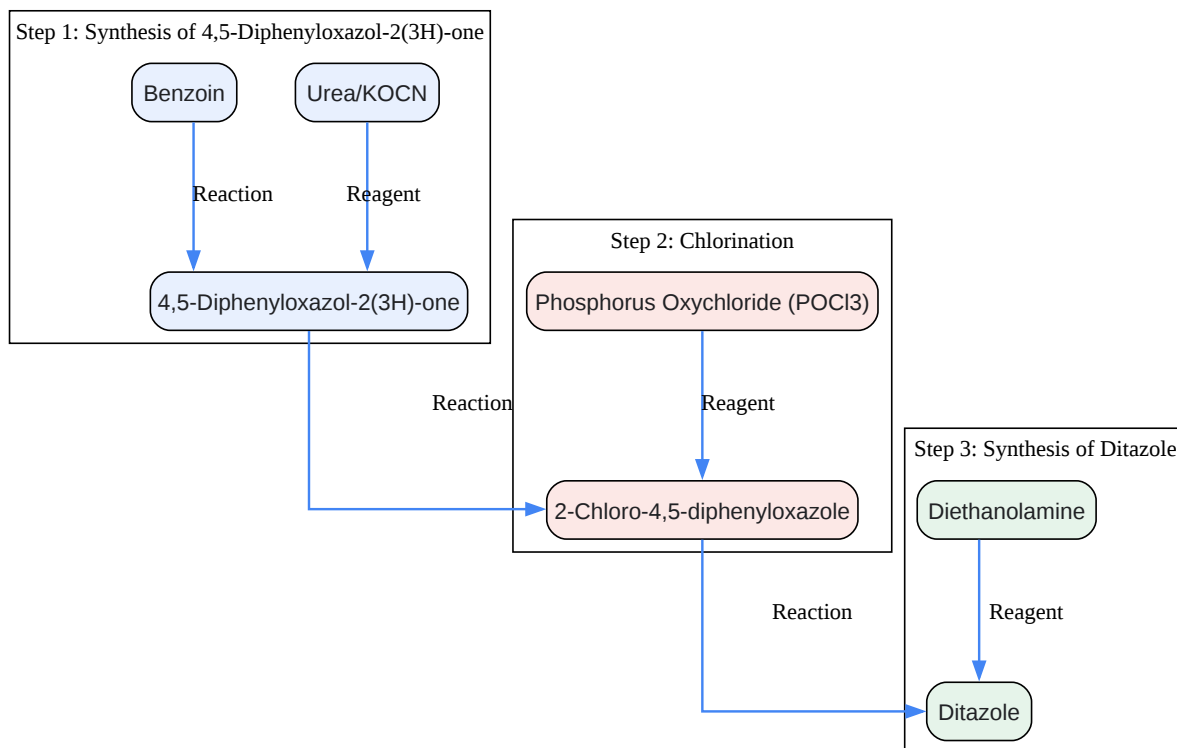 Step 1: Synthesis of 4,5-Diphenyloxazol-2(3H)-one
Benzoin
Urea/KOCN
Reaction
Reagent
4,5-Diphenyloxazol-2(3H)-one
Step 2: Chlorination
Phosphorus Oxychloride (POCl3)
Reaction
Reagent
2-Chloro-4,5-diphenyloxazole
Step 3: Synthesis of Ditazole
Diethanolamine
Reaction
Reagent
Ditazole